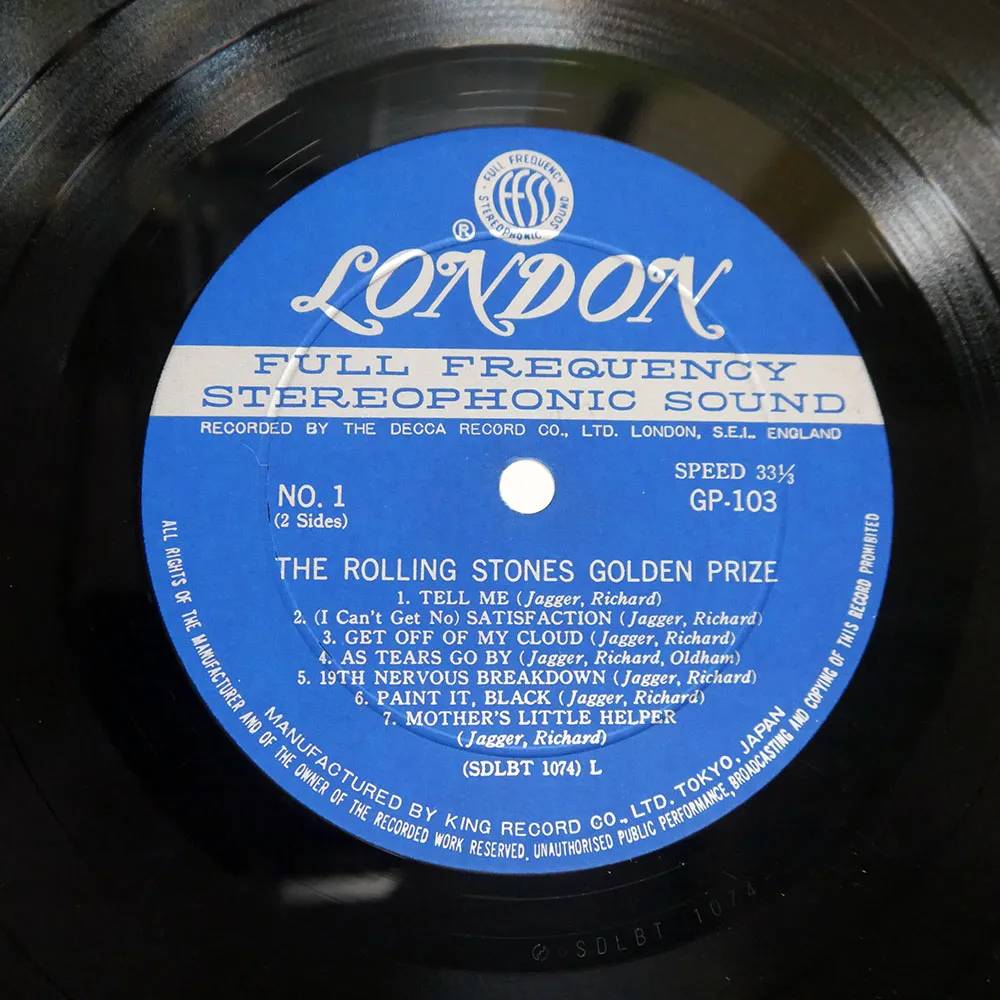 FULL FREQUENCY
FFSS
STEREOPHONIC SOUND
®
LONDON
FULL FREQUENCY
STEREOPHONIC SOUND
RECORDED BY THE DECCA RECORD CO., LTD. LONDON, S.E.I., ENGLAND
SPEED 33⅓
NO. 1
GP-103
(2 Sides)
THE ROLLING STONES GOLDEN PRIZE
1. TELL ME (Jagger, Richard)
2. (I Can't Get No) SATISFACTION (Jagger, Richard)
3. GET OFF OF MY CLOUD (Jagger, Richard)
4. AS TEARS GO BY (Jagger, Richard, Oldham)
5. 19TH NERVOUS BREAKDOWN (Jagger, Richard)
6. PAINT IT, BLACK (Jagger, Richard)
7. MOTHER'S LITTLE HELPER
(Jagger, Richard)
(SDLBT 1074) L
MANUFACTURED BY KING RECORD CO., LTD. TOKYO, JAPAN
ALL RIGHTS OF THE MANUFACTURER AND OF THE OWNER OF THE RECORDED WORK RESERVED. UNAUTHORISED PUBLIC PERFORMANCE, BROADCASTING AND COPYING OF THIS RECORD PROHIBITED
SDLBT 1074